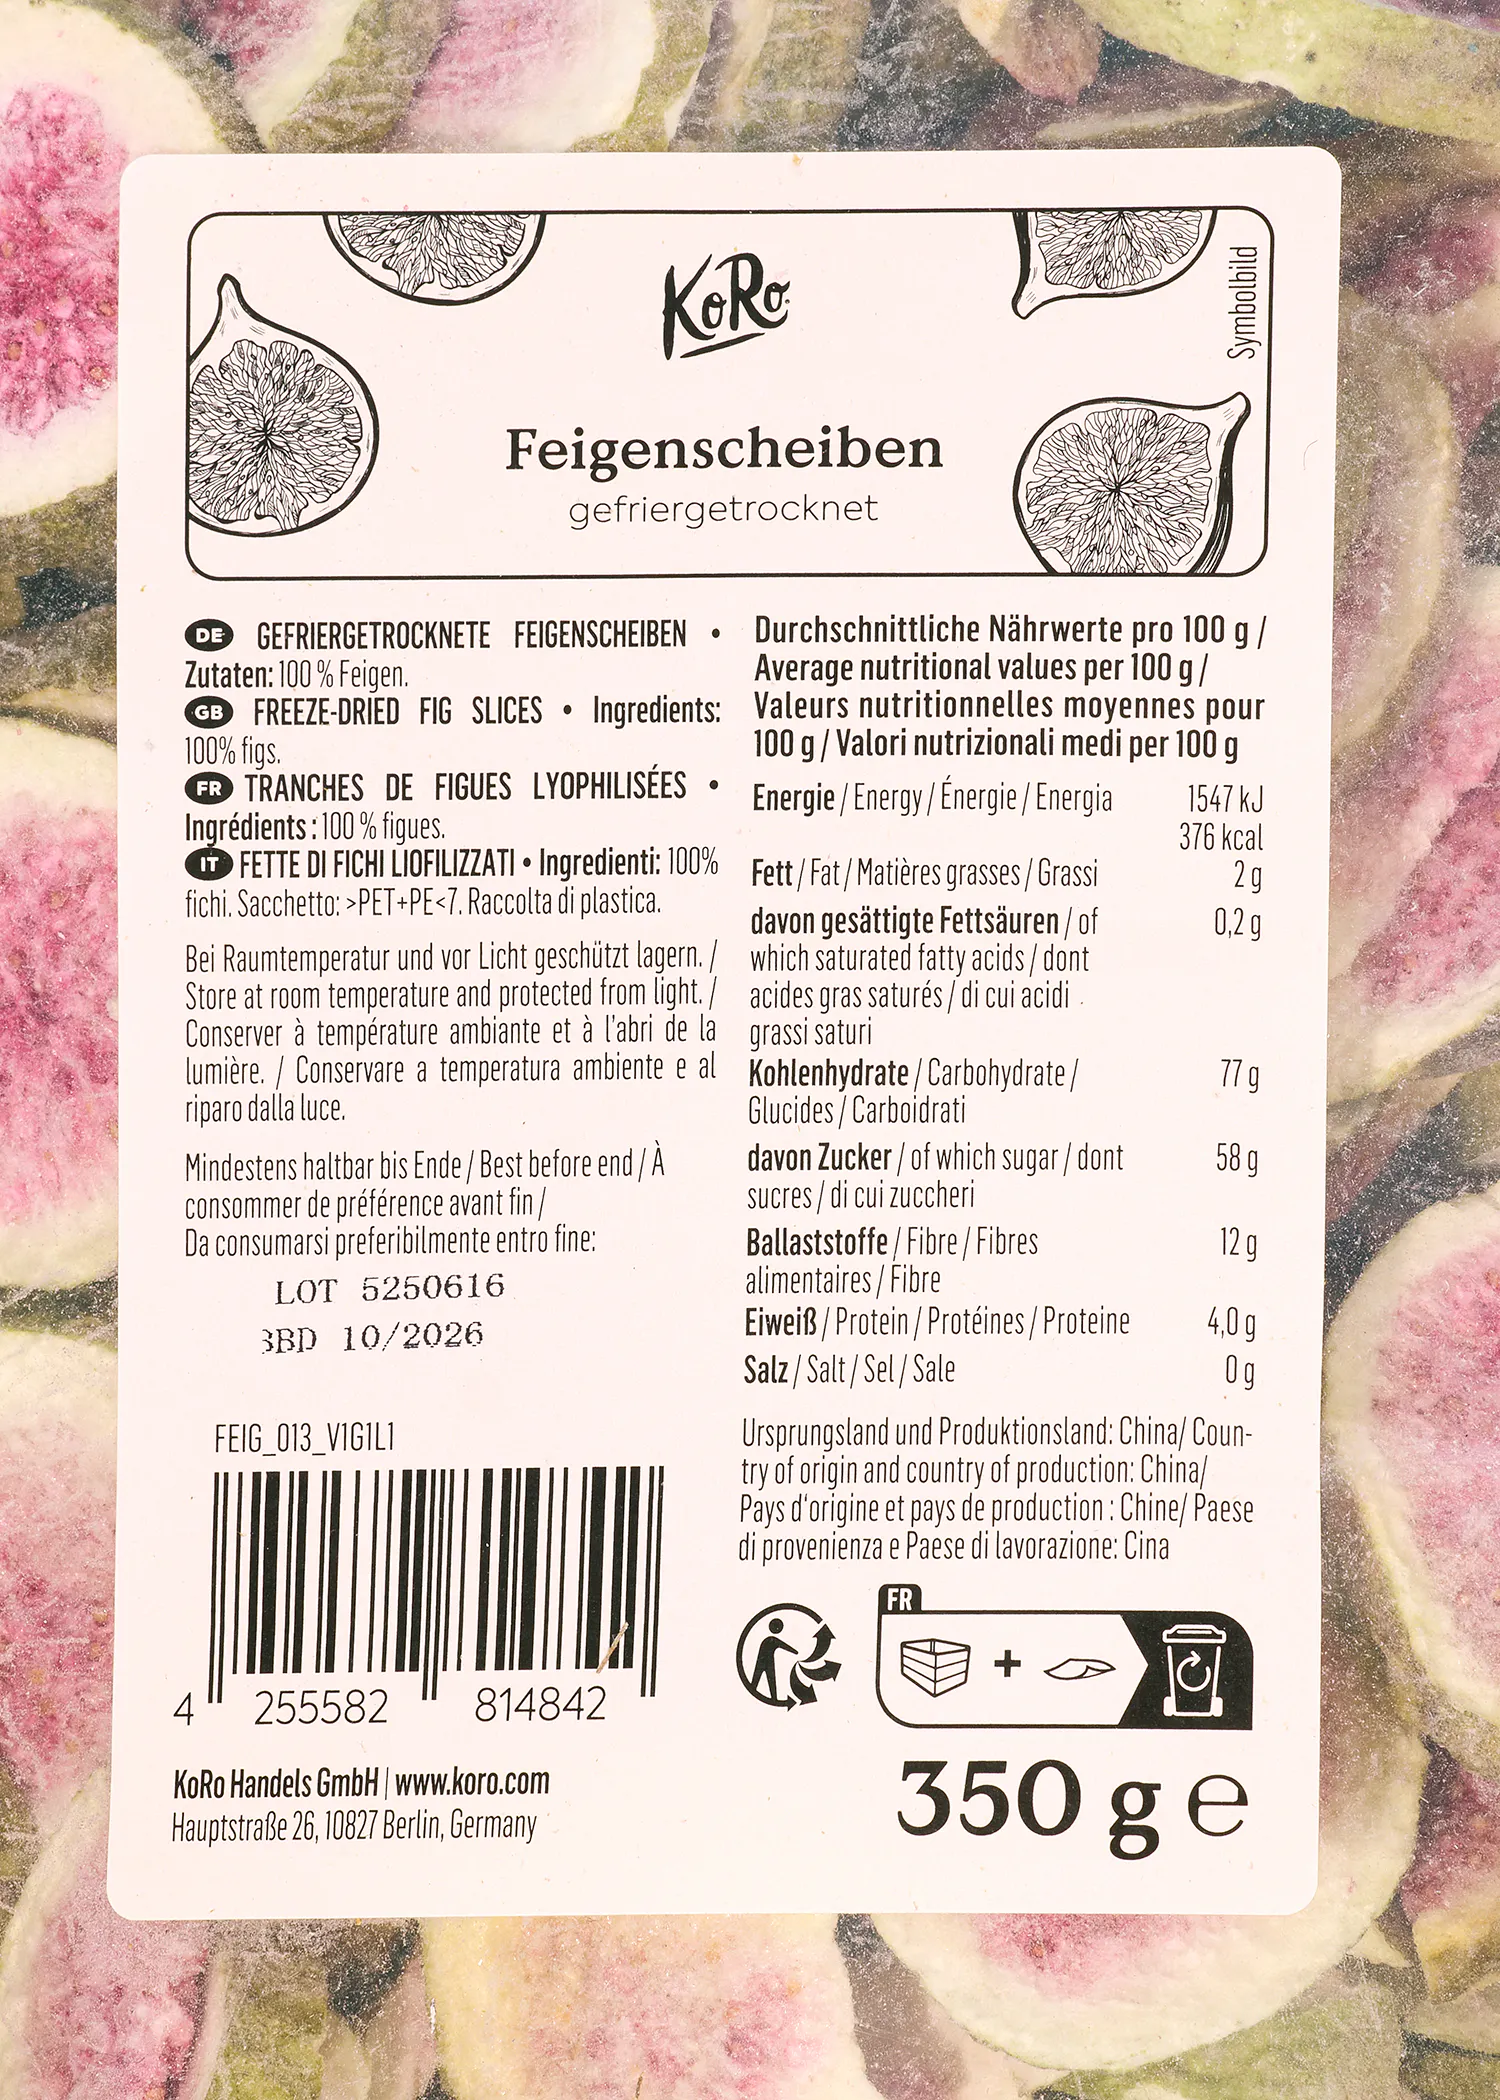 KoRo
Symbolbild
Feigenscheiben
gefriergetrocknet
DE GEFRIERGETROCKNETE FEIGENSCHEIBEN •
Zutaten: 100 % Feigen.
GB FREEZE-DRIED FIG SLICES • Ingredients:
100% figs.
FR TRANCHES DE FIGUES LYOPHILISÉES •
Ingrédients : 100 % figues.
IT FETTE DI FICHI LIOFILIZZATI • Ingredienti: 100%
fichi. Sacchetto: >PET+PE<7. Raccolta di plastica.
Bei Raumtemperatur und vor Licht geschützt lagern. /
Store at room temperature and protected from light. /
Conserver à température ambiante et à l'abri de la
lumière. / Conservare a temperatura ambiente e al
riparo dalla luce.
Mindestens haltbar bis Ende / Best before end / À
consommer de préférence avant fin /
Da consumarsi preferibilmente entro fine:
LOT 5250616
BBD 10/2026
FEIG_013_V1G1L1
4 255582 814842
KoRo Handels GmbH | www.koro.com
Hauptstraße 26, 10827 Berlin, Germany
Durchschnittliche Nährwerte pro 100 g /
Average nutritional values per 100 g /
Valeurs nutritionnelles moyennes pour
100 g / Valori nutrizionali medi per 100 g
Energie / Energy / Énergie / Energia 1547 kJ
376 kcal
Fett / Fat / Matières grasses / Grassi 2 g
davon gesättigte Fettsäuren / of 0,2 g
which saturated fatty acids / dont
acides gras saturés / di cui acidi
grassi saturi
Kohlenhydrate / Carbohydrate / 77 g
Glucides / Carboidrati
davon Zucker / of which sugar / dont 58 g
sucres / di cui zuccheri
Ballaststoffe / Fibre / Fibres 12 g
alimentaires / Fibre
Eiweiß / Protein / Protéines / Proteine 4,0 g
Salz / Salt / Sel / Sale 0 g
Ursprungsland und Produktionsland: China/ Coun-
try of origin and country of production: China/
Pays d'origine et pays de production : Chine/ Paese
di provenienza e Paese di lavorazione: Cina
FR
+
350 g e